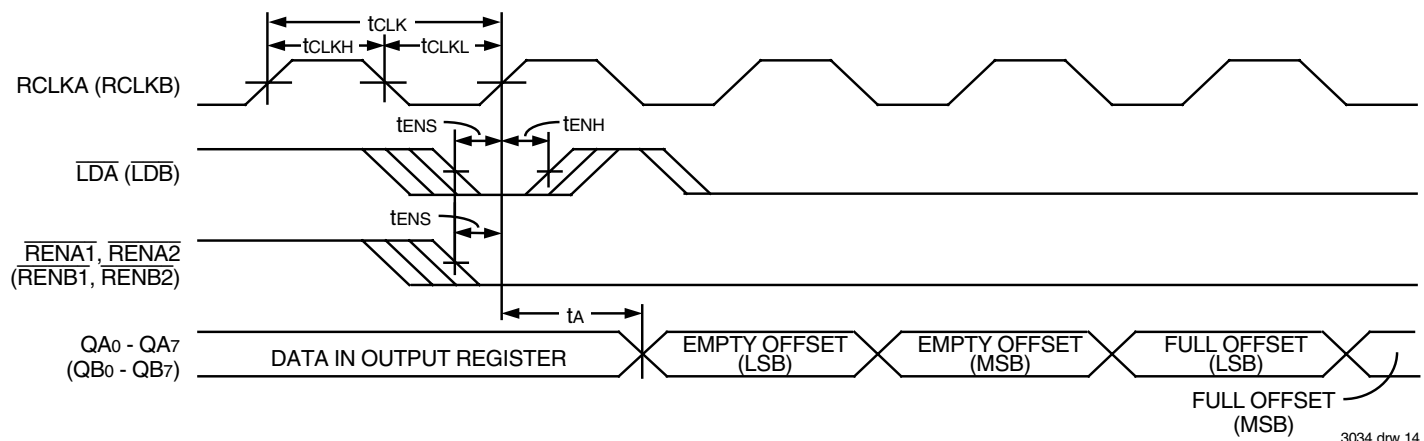 tCLK
tCLKH
tCLKL
RCLKA (RCLKB)
tENS
tENH
LDA (LDB)
tENS
RENA1, RENA2
(RENB1, RENB2)
tA
QA0 - QA7
(QB0 - QB7)
DATA IN OUTPUT REGISTER
EMPTY OFFSET
(LSB)
EMPTY OFFSET
(MSB)
FULL OFFSET
(LSB)
FULL OFFSET
(MSB)
3034 drw 14